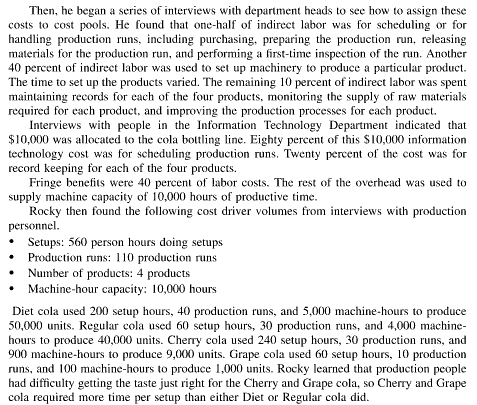 Then, he began a series of interviews with department heads to see how to assign these
costs to cost pools. He found that one-half of indirect labor was for scheduling or for
handling production runs, including purchasing, preparing the production run, releasing
materials for the production run, and performing a first-time inspection of the run. Another
40 percent of indirect labor was used to set up machinery to produce a particular product.
The time to set up the products varied. The remaining 10 percent of indirect labor was spent
maintaining records for each of the four products, monitoring the supply of raw materials
required for each product, and improving the production processes for each product.
Interviews with people in the Information Technology Department indicated that
$10,000 was allocated to the cola bottling line. Eighty percent of this $10,000 information
technology cost was for scheduling production runs. Twenty percent of the cost was for
record keeping for each of the four products.
Fringe benefits were 40 percent of labor costs. The rest of the overhead was used to
supply machine capacity of 10,000 hours of productive time.
Rocky then found the following cost driver volumes from interviews with production
personnel.
• Setups: 560 person hours doing setups
• Production runs: 110 production runs
• Number of products: 4 products
• Machine-hour capacity: 10,000 hours
Diet cola used 200 setup hours, 40 production runs, and 5,000 machine-hours to produce
50,000 units. Regular cola used 60 setup hours, 30 production runs, and 4,000 machine-
hours to produce 40,000 units. Cherry cola used 240 setup hours, 30 production runs, and
900 machine-hours to produce 9,000 units. Grape cola used 60 setup hours, 10 production
runs, and 100 machine-hours to produce 1,000 units. Rocky learned that production people
had difficulty getting the taste just right for the Cherry and Grape cola, so Cherry and Grape
cola required more time per setup than either Diet or Regular cola did.